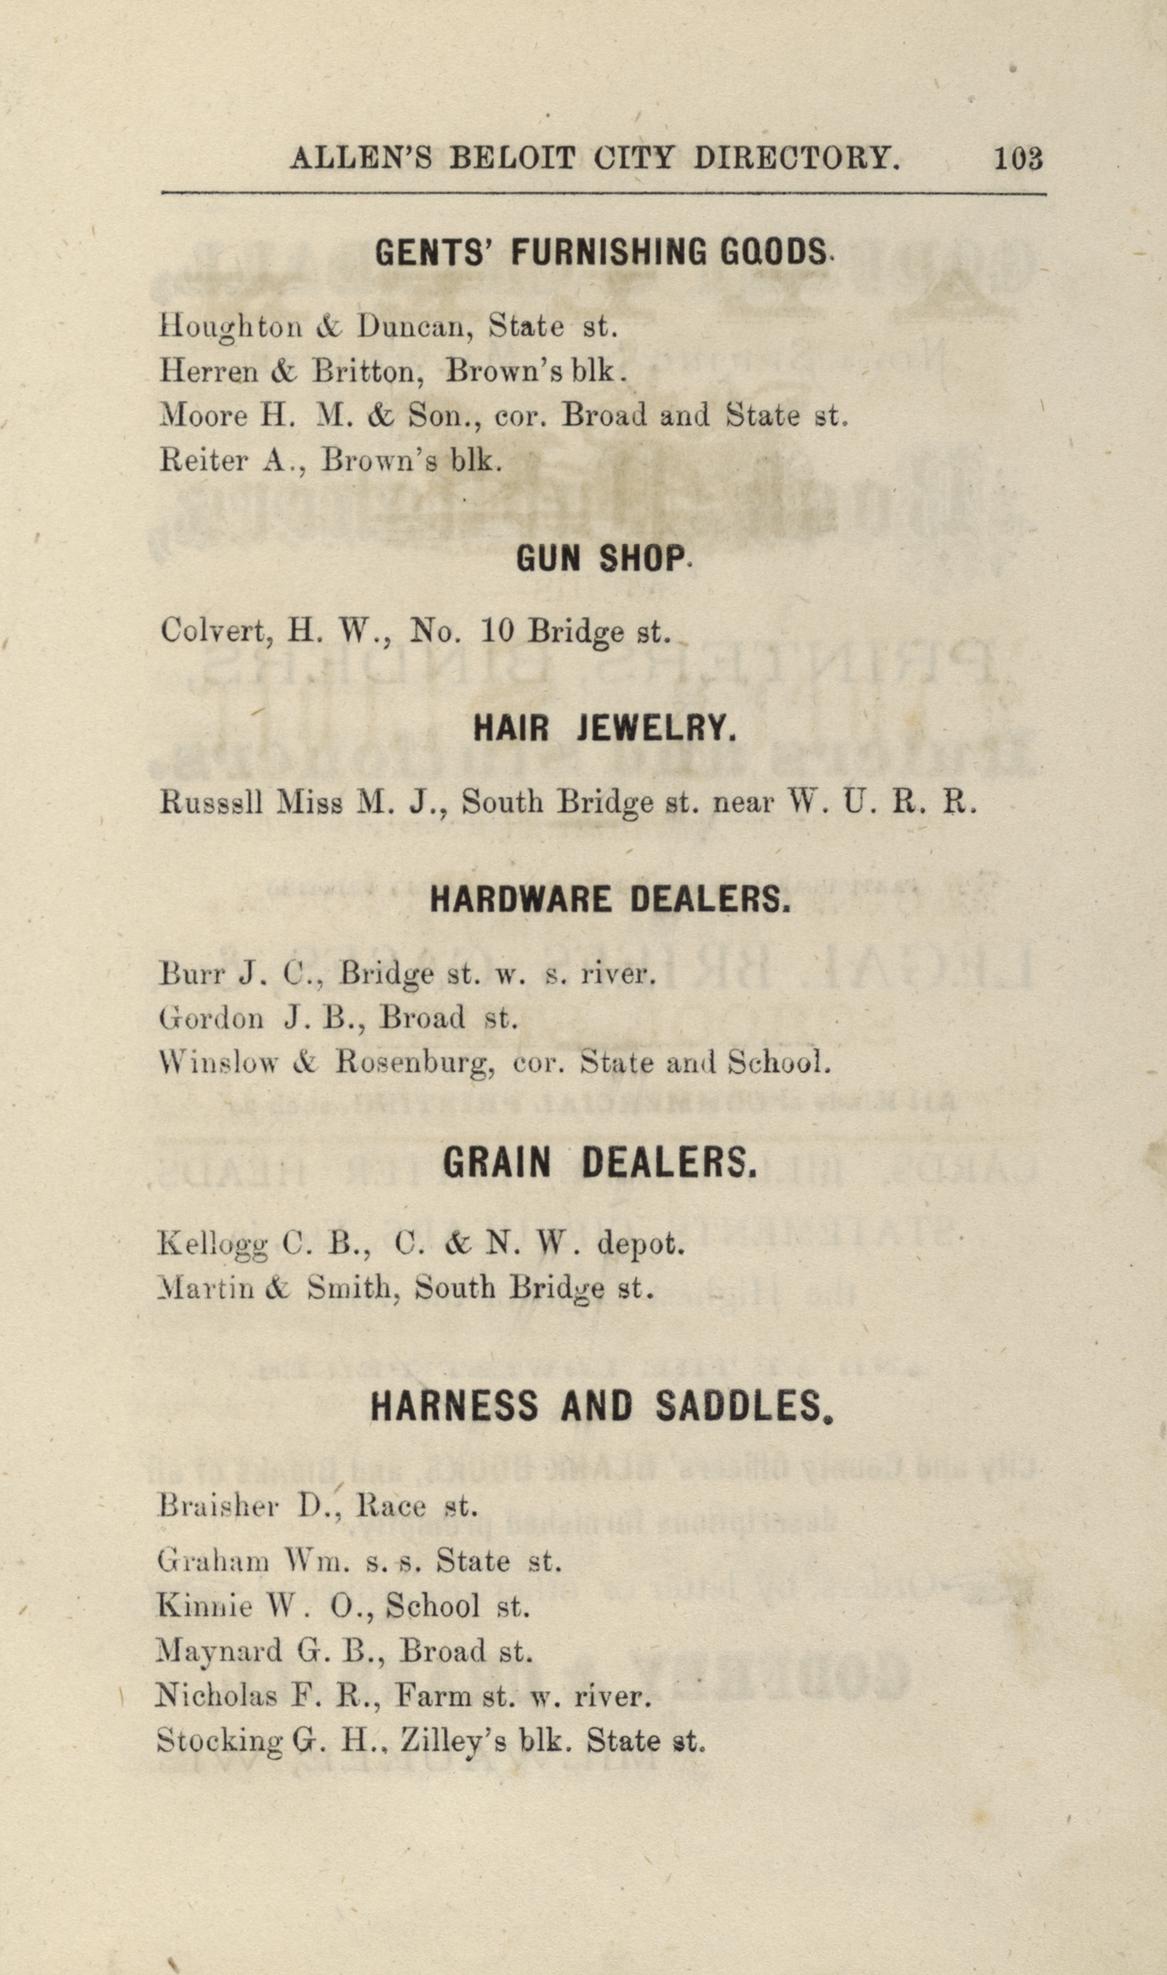 ALLEN'S BELOIT CITY DIRECTORY. 103
GENTS' FURNISHING GOODS.
Houghton & Duncan, State st.
Herren & Britton, Brown's blk.
Moore H. M. & Son., cor. Broad and State st.
Reiter A., Brown's blk.
GUN SHOP.
Colvert, H. W., No. 10 Bridge st.
HAIR JEWELRY.
Russsll Miss M. J., South Bridge st. near W. U. R. R.
HARDWARE DEALERS.
Burr J. C., Bridge st. w. s. river.
Gordon J. B., Broad st.
Winslow & Rosenburg, cor. State and School.
GRAIN DEALERS.
Kellogg C. B., C. & N. W. depot.
Martin & Smith, South Bridge st.
HARNESS AND SADDLES.
Braisher D., Race st.
Graham Wm. s. s. State st.
Kinnie W. O., School st.
Maynard G. B., Broad st.
Nicholas F. R., Farm st. w. river.
Stocking G. H., Zilley's blk. State st.